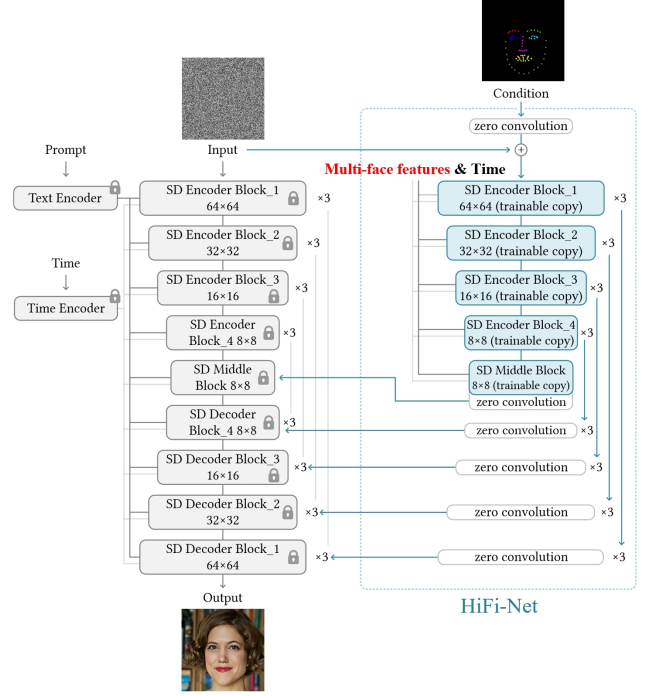 Condition
zero convolution
Prompt
Input
+
Multi-face features & Time
Text Encoder
SD Encoder Block_1
64×64
×3
SD Encoder Block_1
64×64 (trainable copy)
×3
SD Encoder Block_2
32×32
×3
SD Encoder Block_2
32×32 (trainable copy)
×3
Time
SD Encoder Block_3
16×16
×3
SD Encoder Block_3
16×16 (trainable copy)
×3
Time Encoder
SD Encoder
Block_4 8×8
×3
SD Encoder Block_4
8×8 (trainable copy)
×3
SD Middle
Block 8×8
SD Middle Block
8×8 (trainable copy)
zero convolution
SD Decoder
Block_4 8×8
×3
zero convolution
×3
SD Decoder Block_3
16×16
×3
zero convolution
×3
SD Decoder Block_2
32×32
×3
zero convolution
×3
SD Decoder Block_1
64×64
×3
zero convolution
×3
Output
HiFi-Net